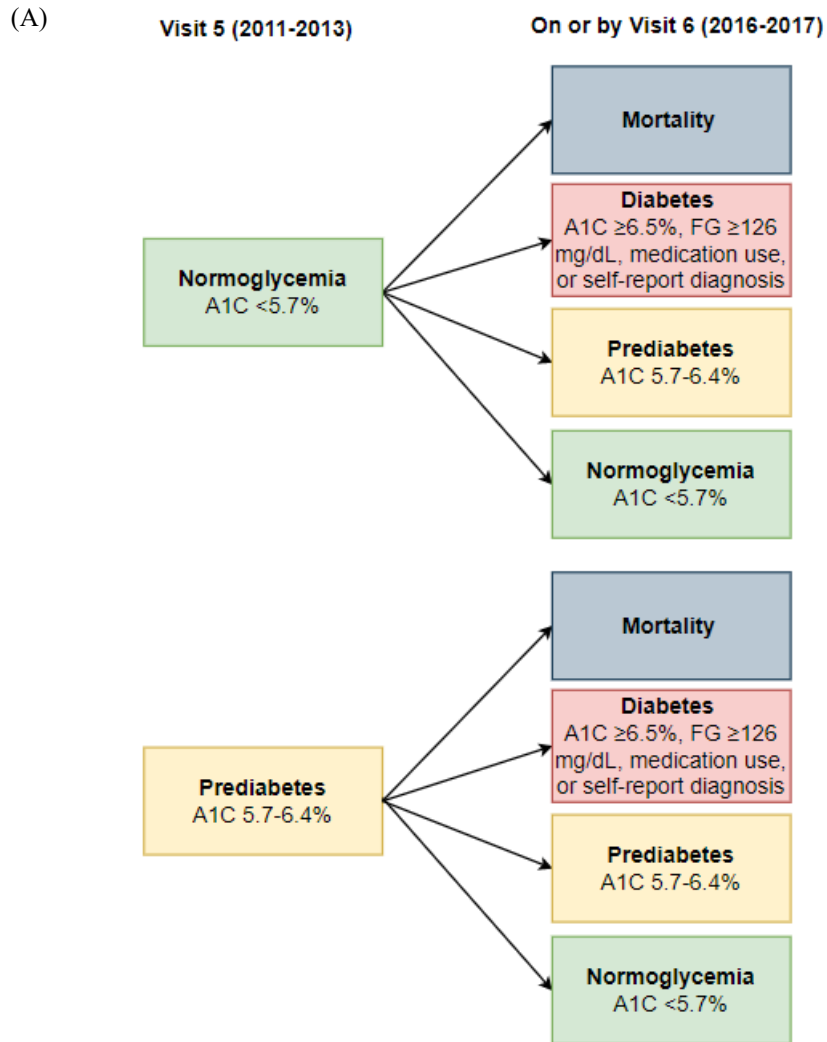 (A)
Visit 5 (2011-2013)
On or by Visit 6 (2016-2017)
Mortality
Diabetes
A1C ≥6.5%, FG ≥126
mg/dL, medication use,
or self-report diagnosis
Normoglycemia
A1C <5.7%
Prediabetes
A1C 5.7-6.4%
Normoglycemia
A1C <5.7%
Mortality
Diabetes
A1C ≥6.5%, FG ≥126
mg/dL, medication use,
or self-report diagnosis
Prediabetes
A1C 5.7-6.4%
Prediabetes
A1C 5.7-6.4%
Normoglycemia
A1C <5.7%